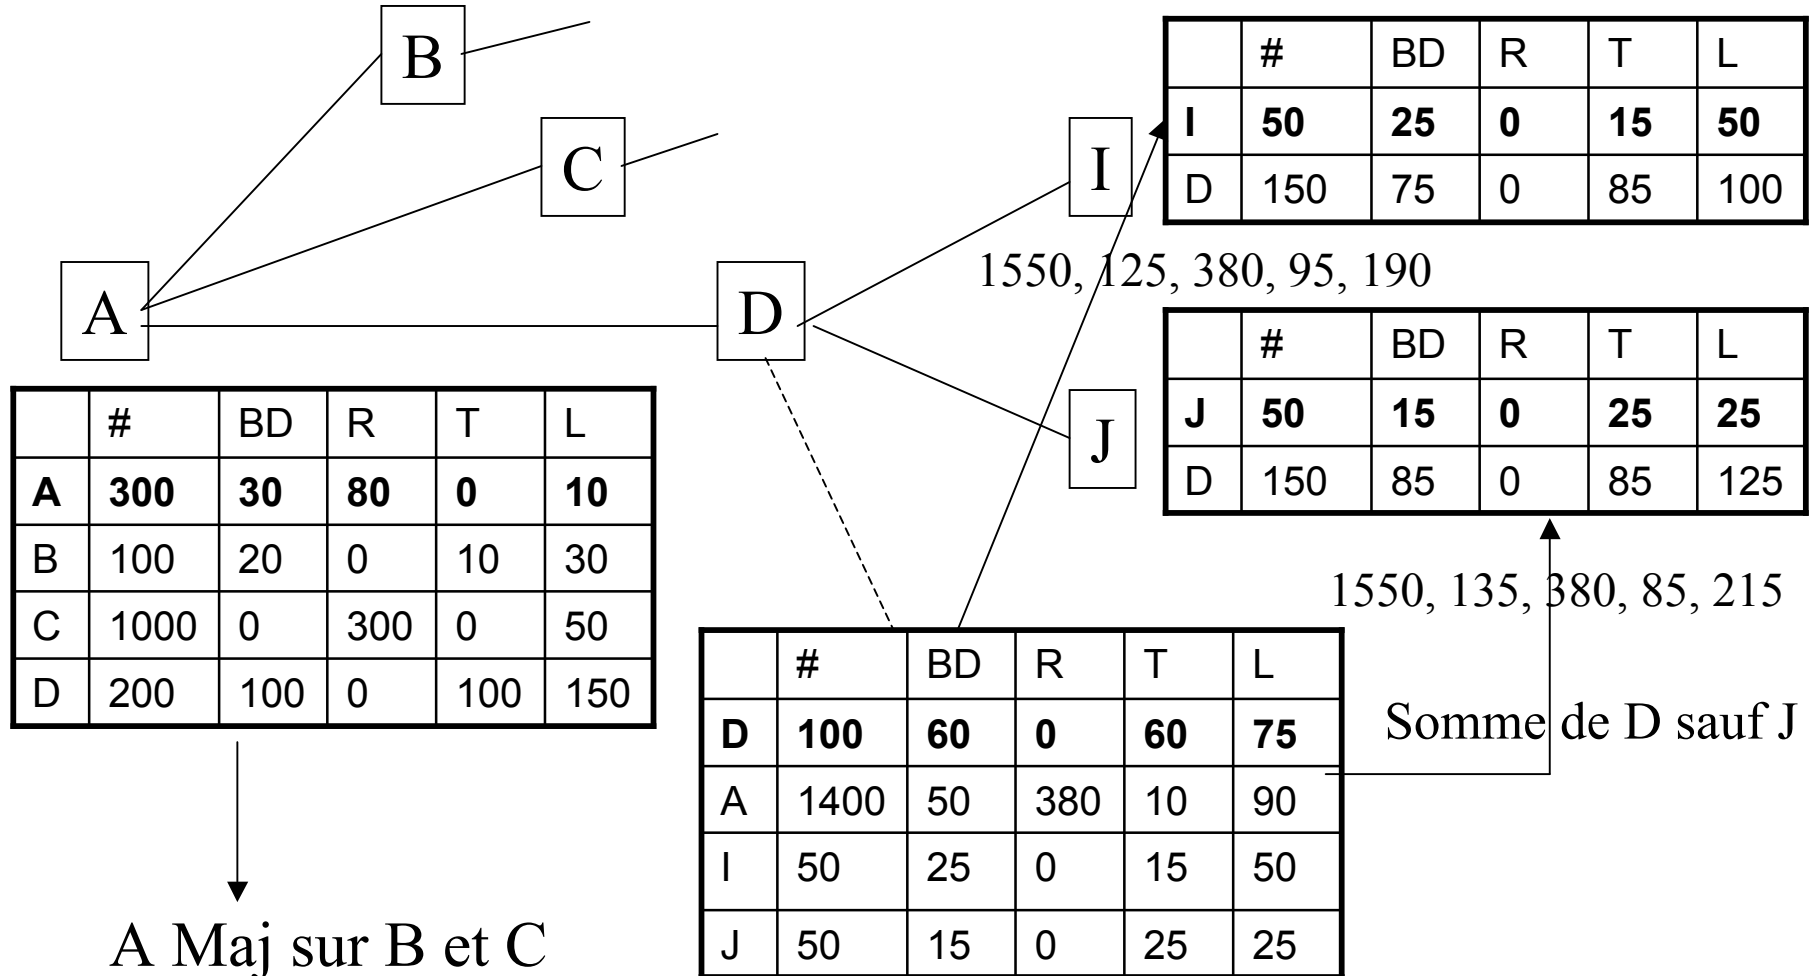 B
C
A
D
I
J
# BD R T L
I 50 25 0 15 50
D 150 75 0 85 100
1550, 125, 380, 95, 190
# BD R T L
J 50 15 0 25 25
D 150 85 0 85 125
1550, 135, 380, 85, 215
# BD R T L
A 300 30 80 0 10
B 100 20 0 10 30
C 1000 0 300 0 50
D 200 100 0 100 150
A Maj sur B et C
# BD R T L
D 100 60 0 60 75
A 1400 50 380 10 90
I 50 25 0 15 50
J 50 15 0 25 25
Somme de D sauf J